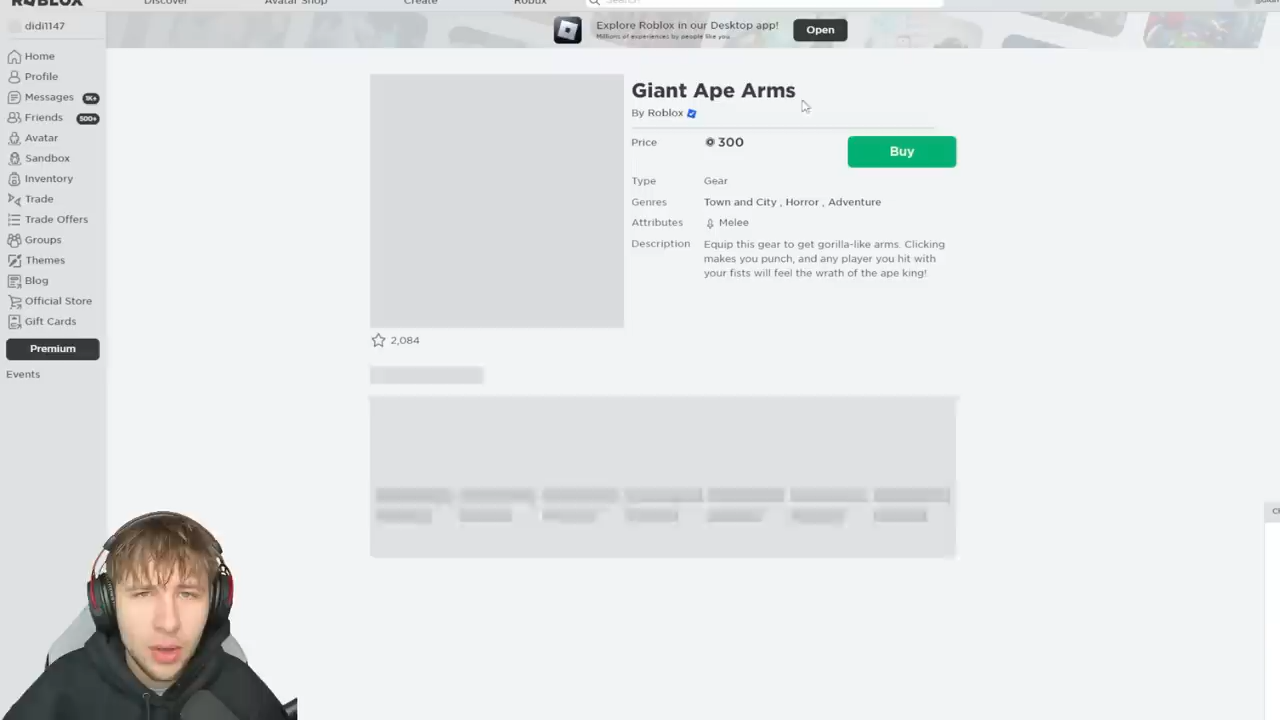 ROBLOX
Discover
Avatar Shop
Create
Robux
Search
didi1147
Explore Roblox in our Desktop app!
Millions of experiences by people like you.
Open
Home
Profile
Messages 1K+
Friends 500+
Avatar
Sandbox
Inventory
Trade
Trade Offers
Groups
Themes
Blog
Official Store
Gift Cards
Premium
Events
Giant Ape Arms
By Roblox
Price 300
Buy
Type Gear
Genres Town and City , Horror , Adventure
Attributes Melee
Description Equip this gear to get gorilla-like arms. Clicking
makes you punch, and any player you hit with
your fists will feel the wrath of the ape king!
2,084